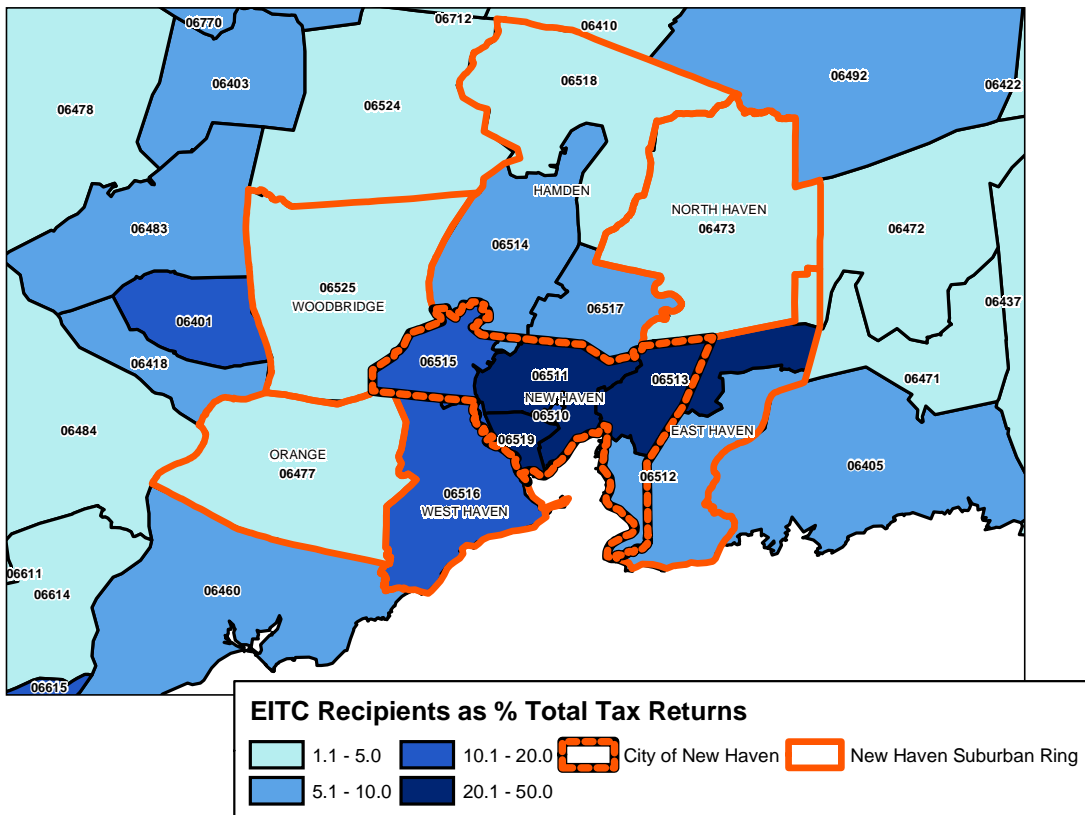 06770
06712
06410
06403
06492
06422
06478
06524
06518
HAMDEN
NORTH HAVEN
06473
06483
06514
06472
06525
WOODBRIDGE
06437
06401
06517
06418
06515
06511
06513
NEW HAVEN
06510
06471
06484
EAST HAVEN
06519
ORANGE
06477
06512
06405
06516
WEST HAVEN
06611
06614
06460
06615
EITC Recipients as % Total Tax Returns
1.1 - 5.0
10.1 - 20.0
City of New Haven
New Haven Suburban Ring
5.1 - 10.0
20.1 - 50.0